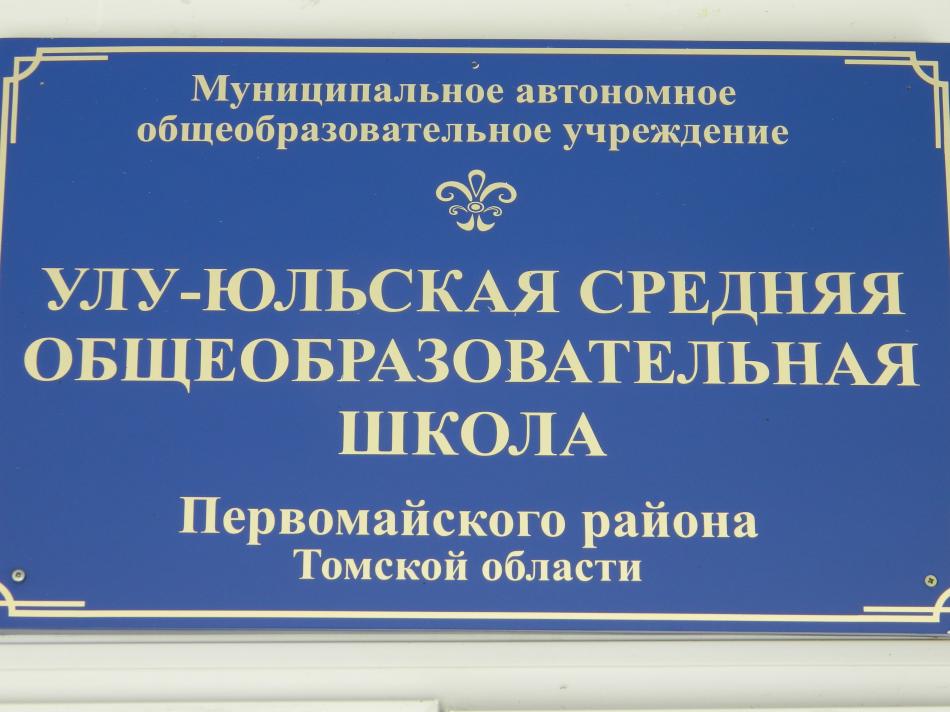 Муниципальное автономное
общеобразовательное учреждение
УЛУ-ЮЛЬСКАЯ СРЕДНЯЯ
ОБЩЕОБРАЗОВАТЕЛЬНАЯ
ШКОЛА
Первомайского района
Томской области